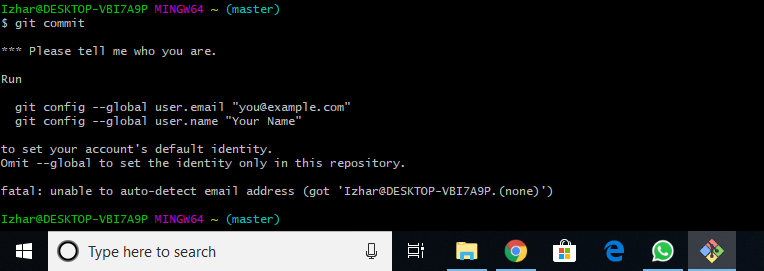 Izhar@DESKTOP-VBI7A9P MINGW64 ~ (master)
$ git commit
*** Please tell me who you are.
Run
git config --global user.email "you@example.com"
git config --global user.name "Your Name"
to set your account's default identity.
Omit --global to set the identity only in this repository.
fatal: unable to auto-detect email address (got 'Izhar@DESKTOP-VBI7A9P.(none)')
Izhar@DESKTOP-VBI7A9P MINGW64 ~ (master)
Type here to search